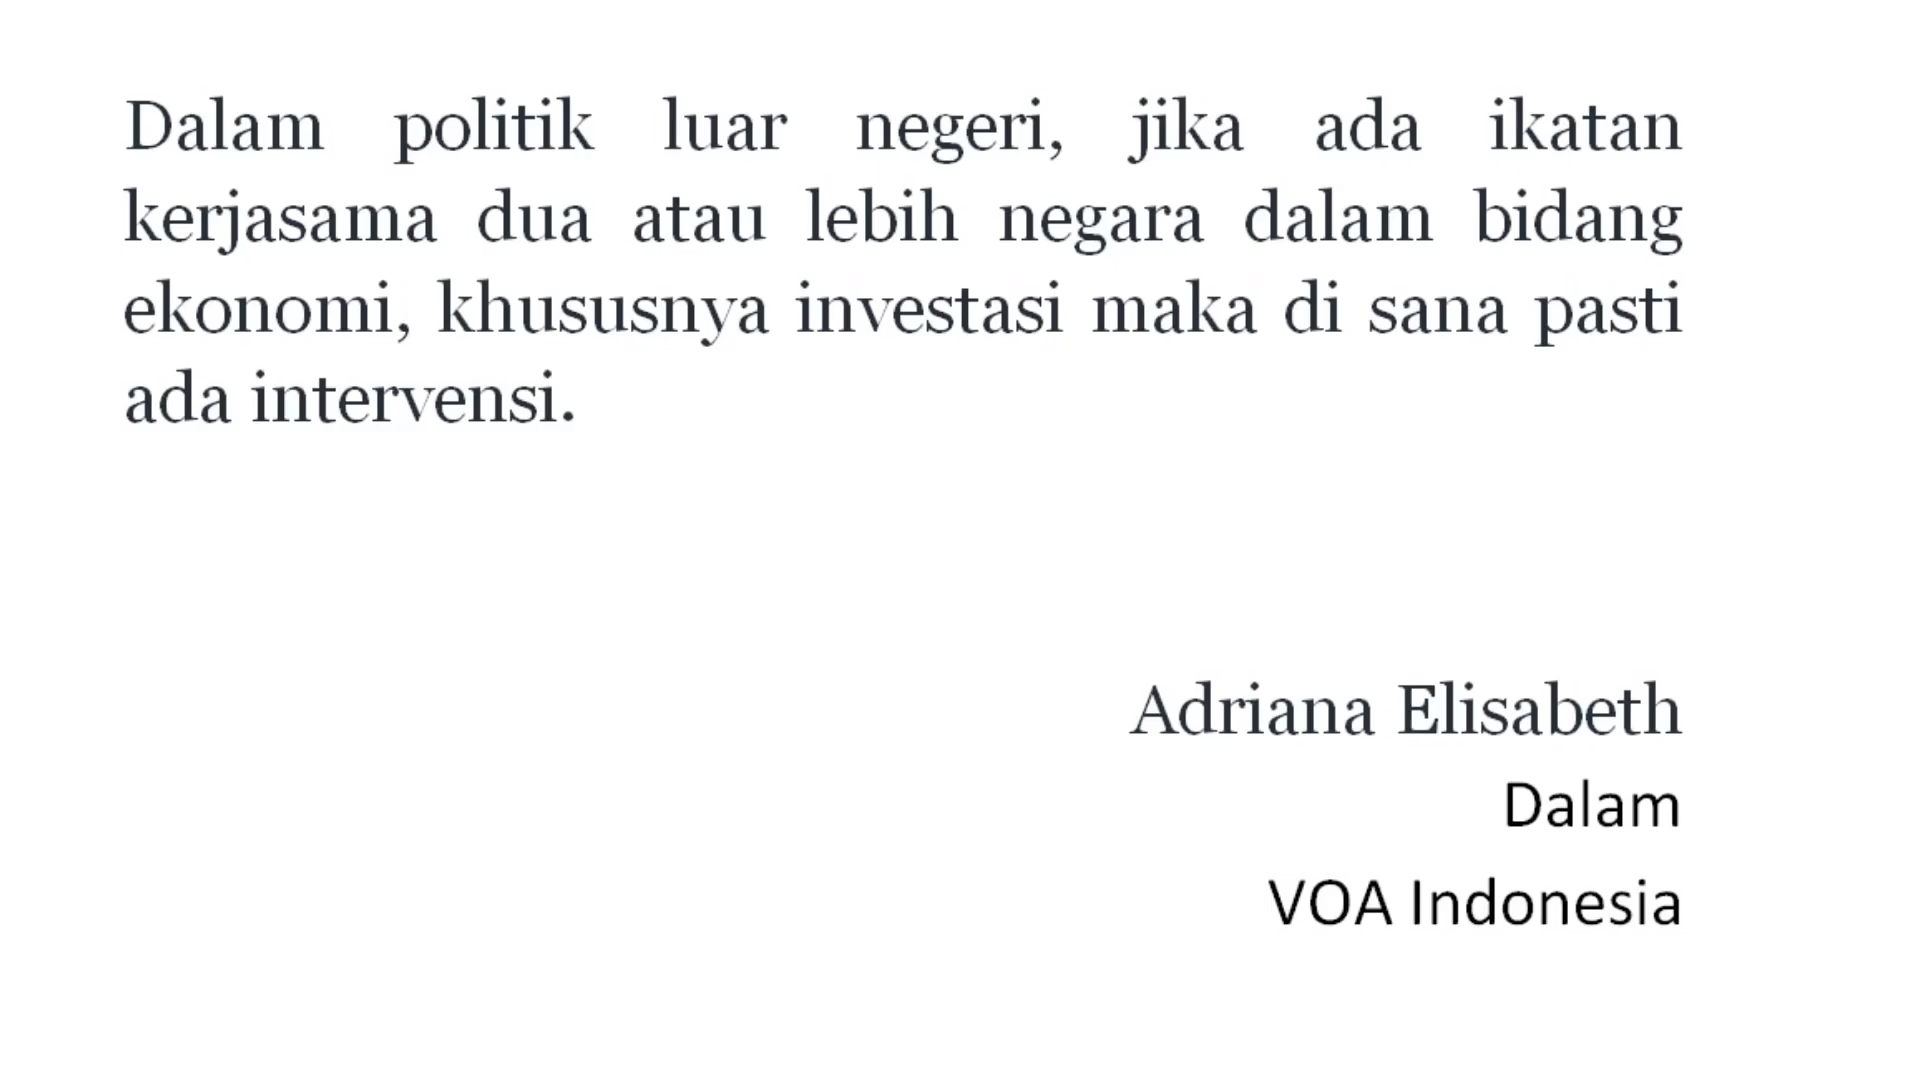 Dalam politik luar negeri, jika ada ikatan
kerjasama dua atau lebih negara dalam bidang
ekonomi, khususnya investasi maka di sana pasti
ada intervensi.
Adriana Elisabeth
Dalam
VOA Indonesia